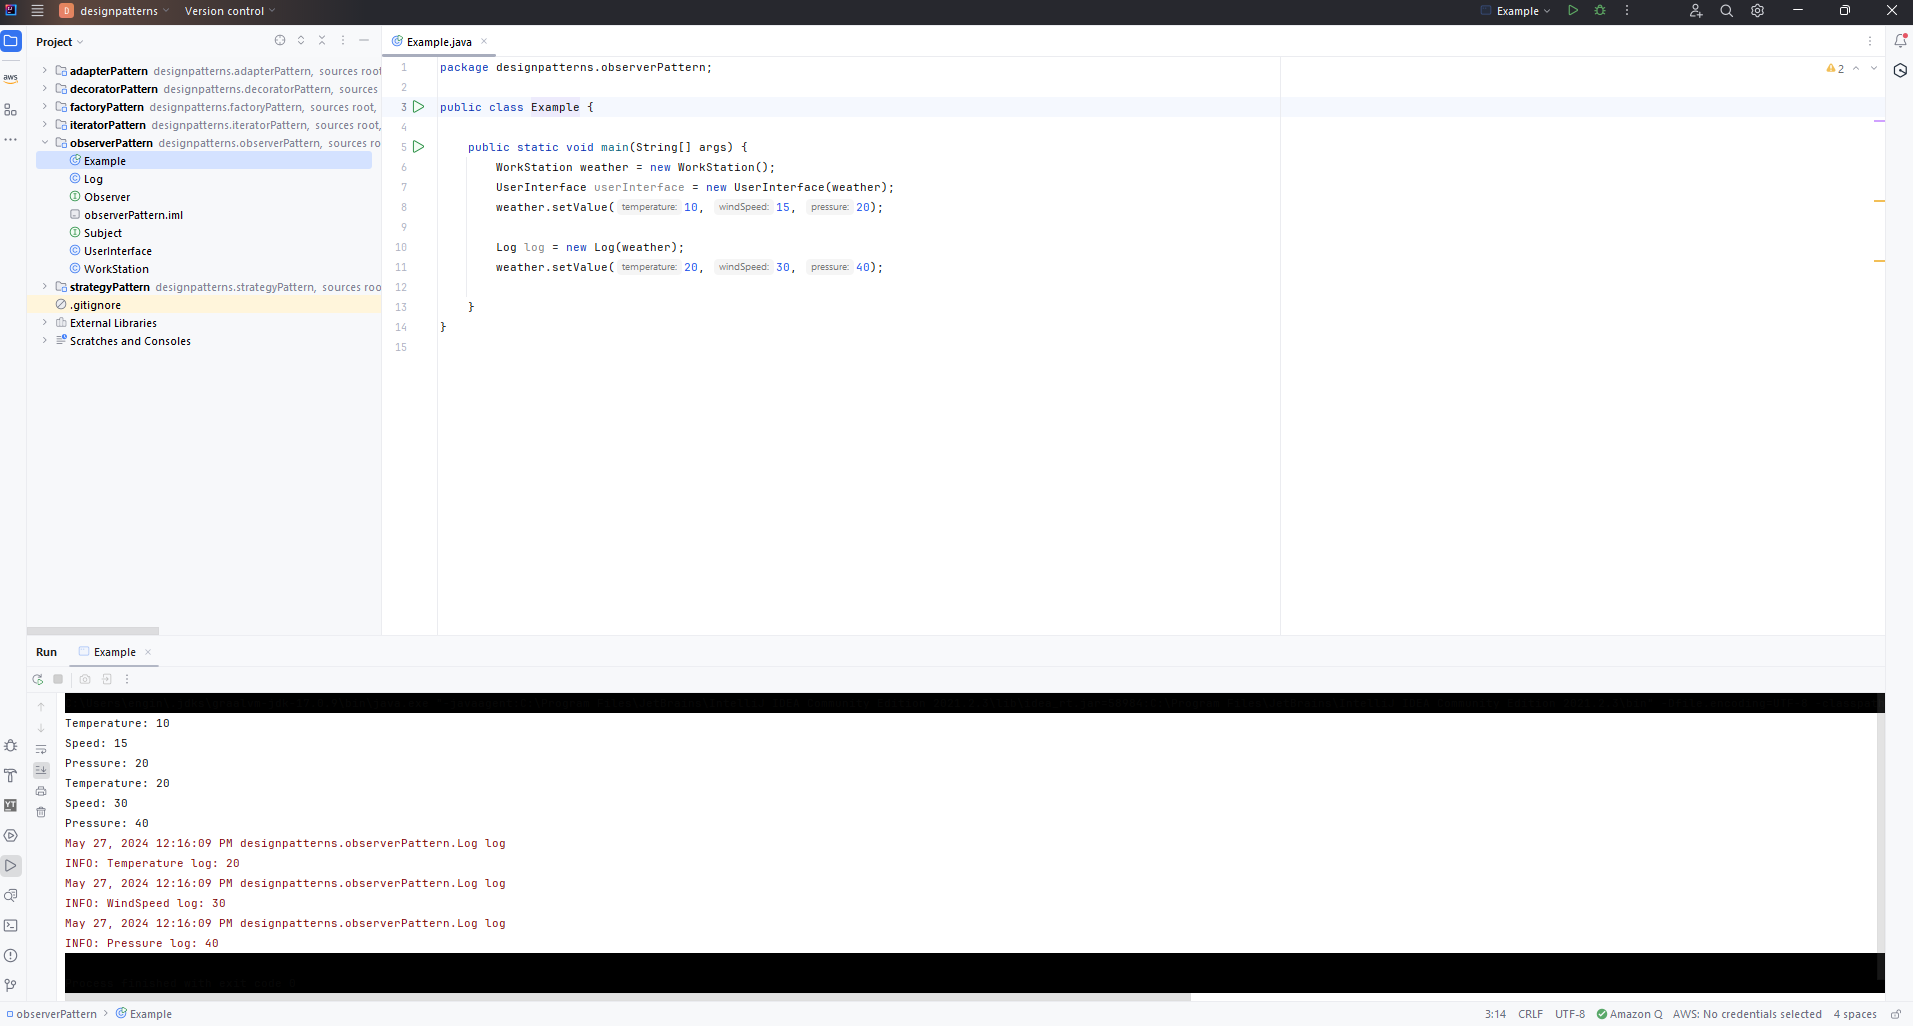 D designpatterns Version control Example
Project
Example.java
adapterPattern designpatterns.adapterPattern, sources root
decoratorPattern designpatterns.decoratorPattern, sources
factoryPattern designpatterns.factoryPattern, sources root,
iteratorPattern designpatterns.iteratorPattern, sources root,
observerPattern designpatterns.observerPattern, sources ro
Example
Log
Observer
observerPattern.iml
Subject
UserInterface
WorkStation
strategyPattern designpatterns.strategyPattern, sources roo
.gitignore
External Libraries
Scratches and Consoles
aws
1 package designpatterns.observerPattern;
2
3 public class Example {
4
5 public static void main(String[] args) {
6 WorkStation weather = new WorkStation();
7 UserInterface userInterface = new UserInterface(weather);
8 weather.setValue( temperature: 10, windSpeed: 15, pressure: 20);
9
10 Log log = new Log(weather);
11 weather.setValue( temperature: 20, windSpeed: 30, pressure: 40);
12
13 }
14 }
15
2
Run Example
Temperature: 10
Speed: 15
Pressure: 20
Temperature: 20
Speed: 30
Pressure: 40
May 27, 2024 12:16:09 PM designpatterns.observerPattern.Log log
INFO: Temperature log: 20
May 27, 2024 12:16:09 PM designpatterns.observerPattern.Log log
INFO: WindSpeed log: 30
May 27, 2024 12:16:09 PM designpatterns.observerPattern.Log log
INFO: Pressure log: 40
YT
observerPattern > Example
3:14 CRLF UTF-8 Amazon Q AWS: No credentials selected 4 spaces